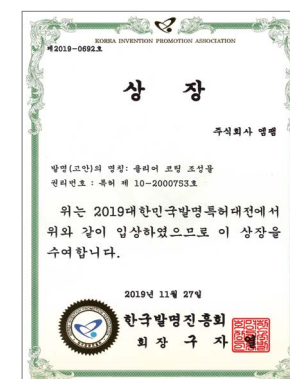 KOREA INVENTION PROMOTION ASSOCIATION
제2019-0692호
상 장
주식회사 엠팸
발명(고안)의 명칭: 클리어 코팅 조성물
권리번호 : 특허 제 10-2000753호
위는 2019대한민국발명특허대전에서
위와 같이 입상하였으므로 이 상장을
수여합니다.
2019년 11월 27일
한국발명진흥회
회 장 구 자 열